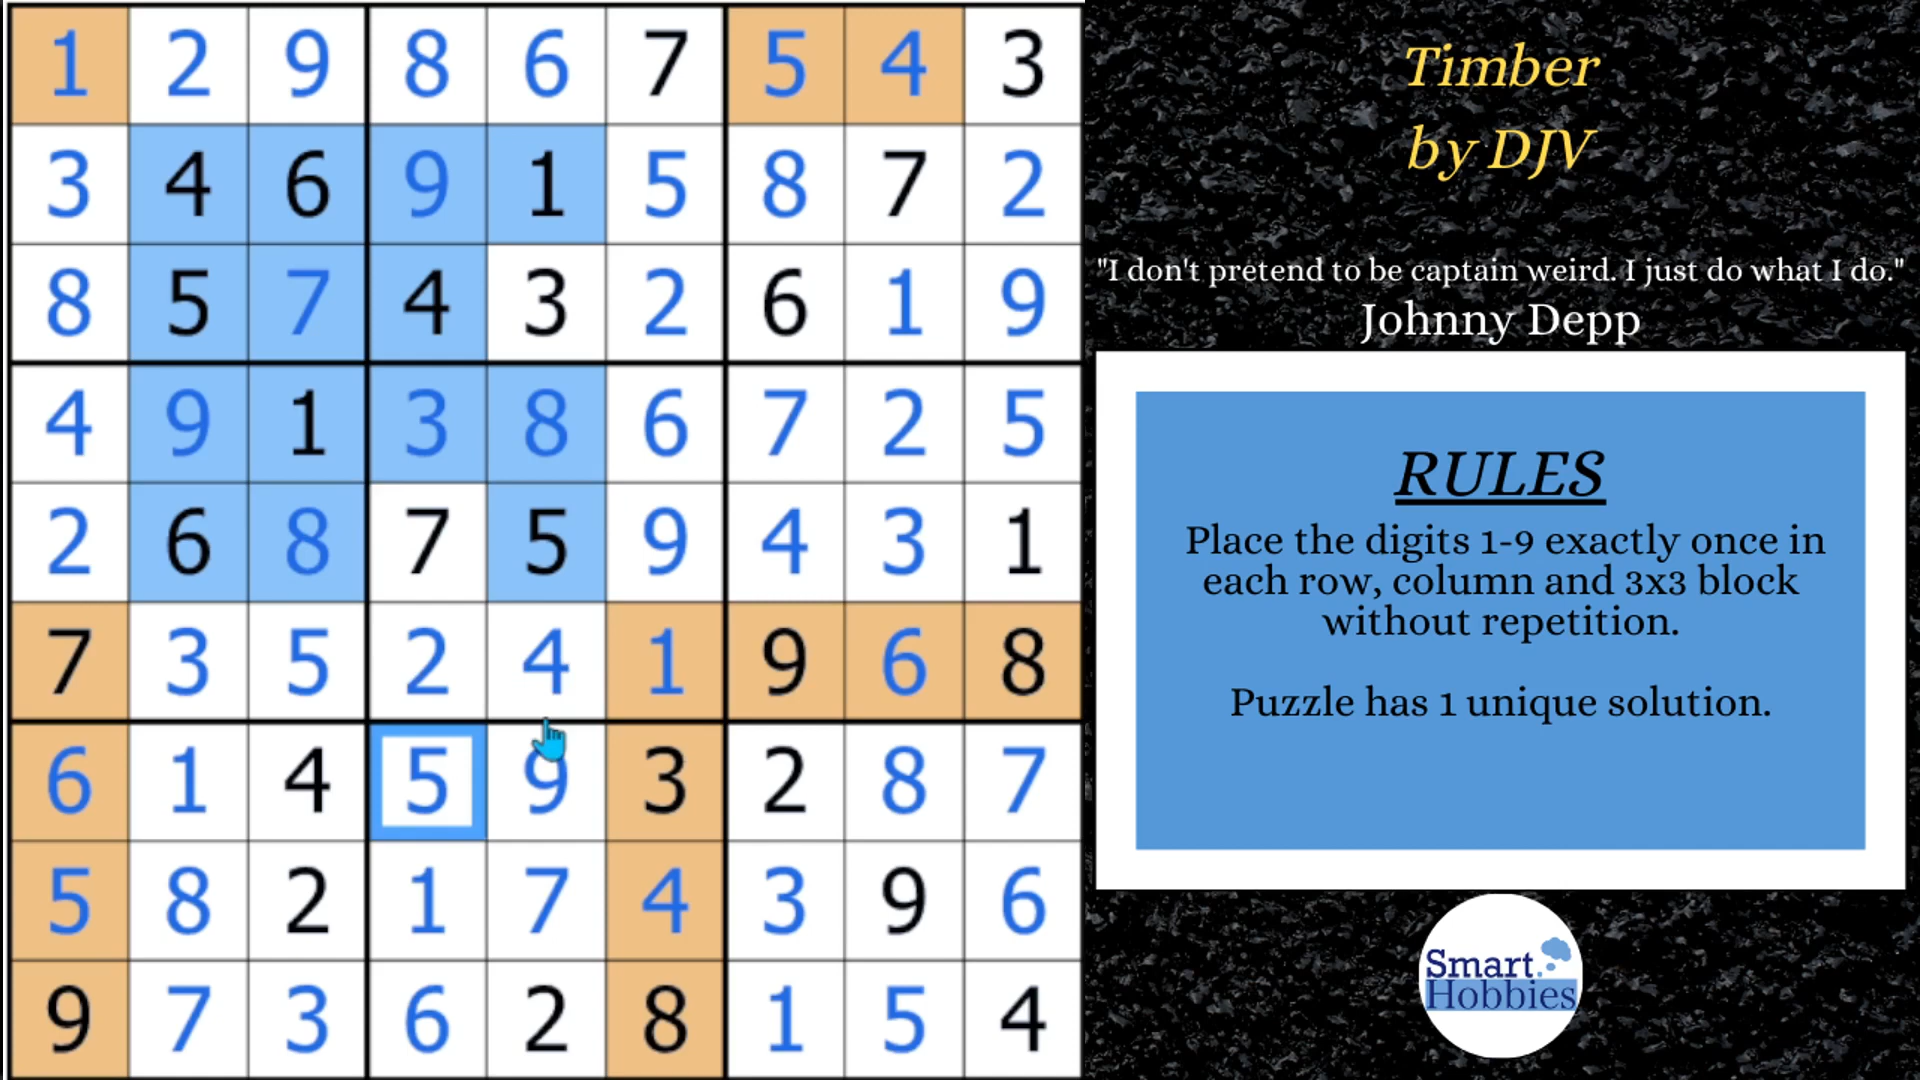 1 2 9 8 6 7 5 4 3
3 4 6 9 1 5 8 7 2
8 5 7 4 3 2 6 1 9
4 9 1 3 8 6 7 2 5
2 6 8 7 5 9 4 3 1
7 3 5 2 4 1 9 6 8
6 1 4 5 9 3 2 8 7
5 8 2 1 7 4 3 9 6
9 7 3 6 2 8 1 5 4
Timber
by DJV
"I don't pretend to be captain weird. I just do what I do."
Johnny Depp
RULES
Place the digits 1-9 exactly once in
each row, column and 3x3 block
without repetition.
Puzzle has 1 unique solution.
Smart
Hobbies